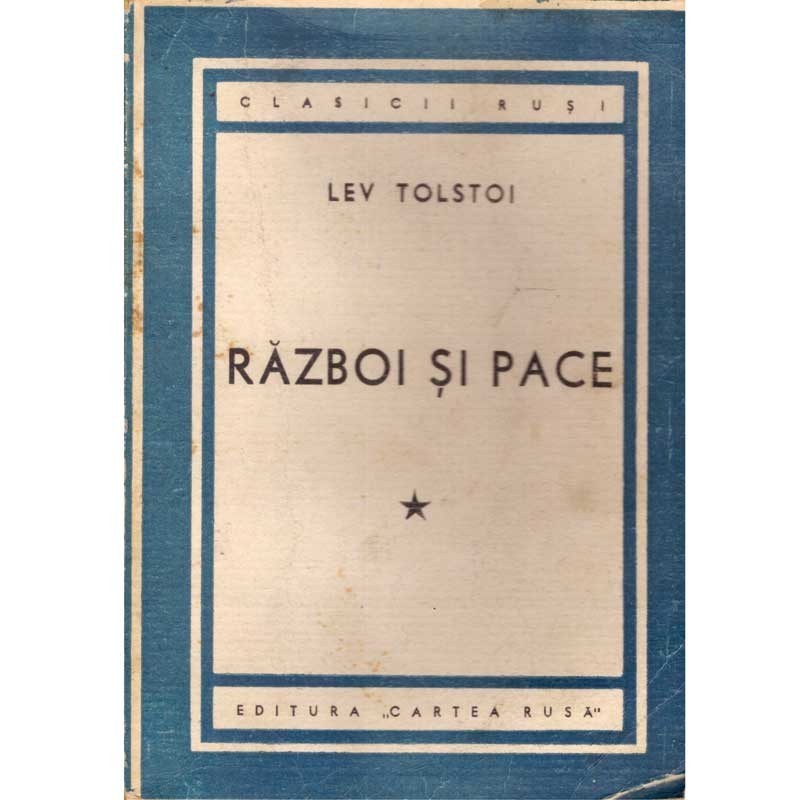 CLASICII RUȘI
LEV TOLSTOI
RĂZBOI ȘI PACE
EDITURA „CARTEA RUSĂ"